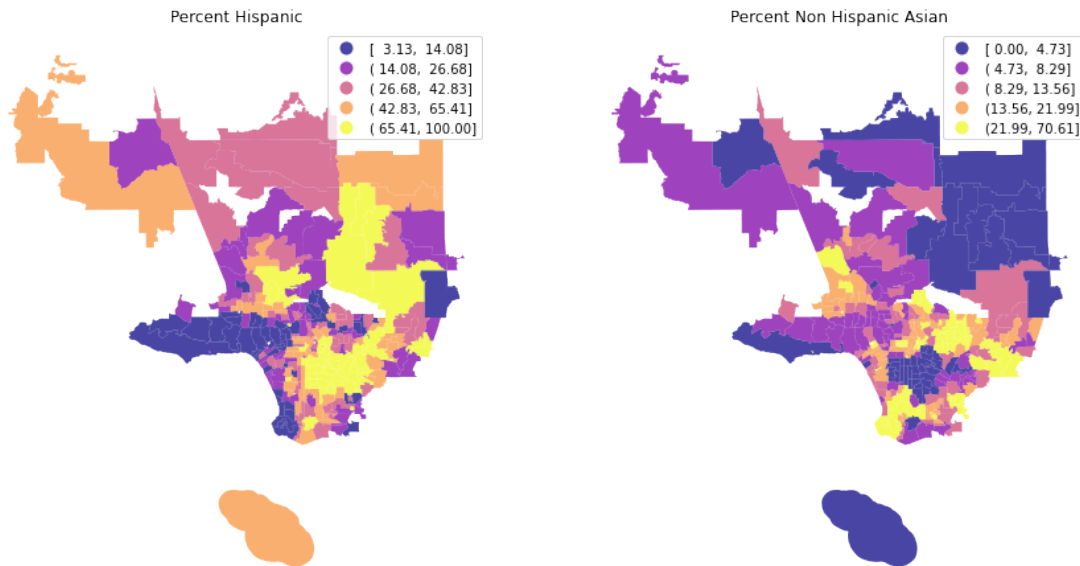 Percent Hispanic
[ 3.13, 14.08]
( 14.08, 26.68]
( 26.68, 42.83]
( 42.83, 65.41]
( 65.41, 100.00]
Percent Non Hispanic Asian
[ 0.00, 4.73]
( 4.73, 8.29]
( 8.29, 13.56]
(13.56, 21.99]
(21.99, 70.61]